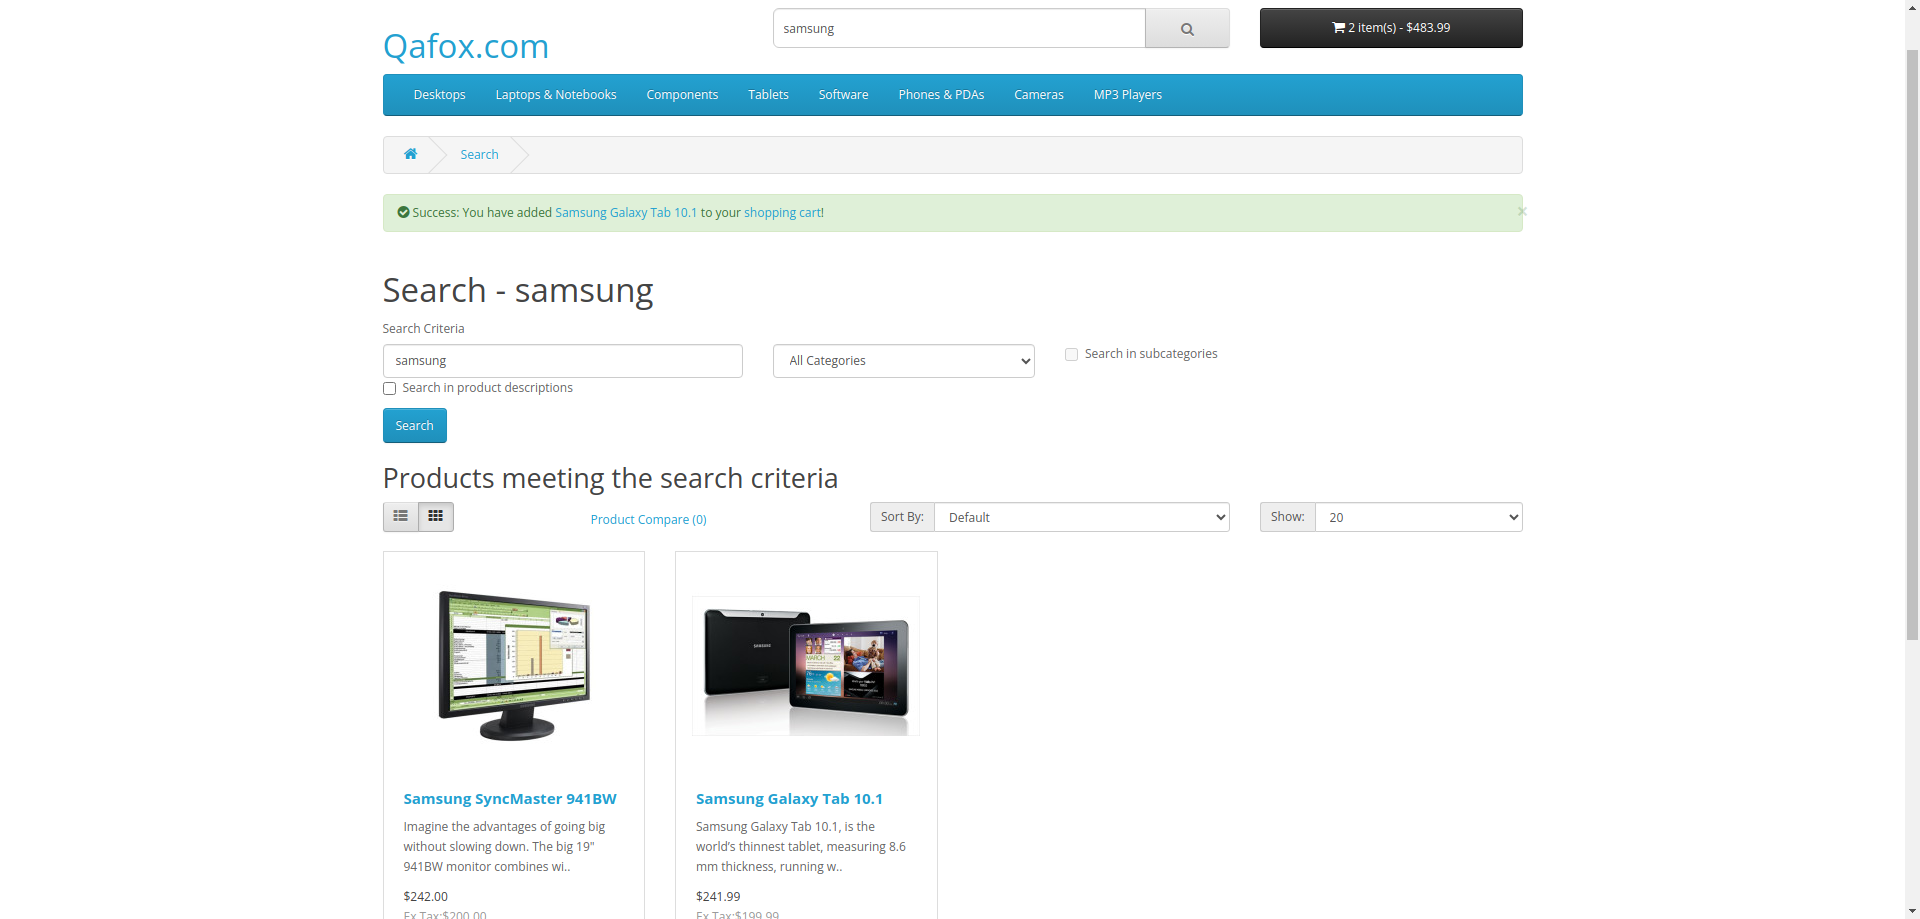 samsung
2 item(s) - $483.99
Qafox.com
Desktops Laptops & Notebooks Components Tablets Software Phones & PDAs Cameras MP3 Players
Search
Success: You have added Samsung Galaxy Tab 10.1 to your shopping cart!
×
Search - samsung
Search Criteria
samsung
All Categories
Search in subcategories
Search in product descriptions
Search
Products meeting the search criteria
Product Compare (0)
Sort By: Default
Show: 20
Samsung SyncMaster 941BW
Imagine the advantages of going big
without slowing down. The big 19"
941BW monitor combines wi..
$242.00
Ex Tax:$200.00
SAMSUNG
MARCH 22
Samsung Galaxy Tab 10.1
Samsung Galaxy Tab 10.1, is the
world’s thinnest tablet, measuring 8.6
mm thickness, running w..
$241.99
Ex Tax:$199.99